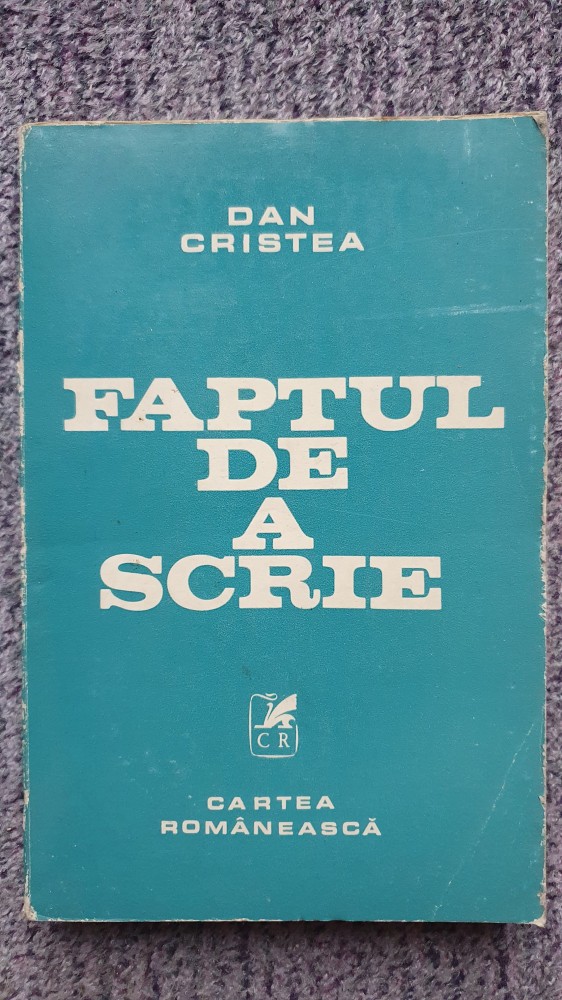 DAN
CRISTEA
FAPTUL
DE
A
SCRIE
CR
CARTEA
ROMÂNEASCĂ